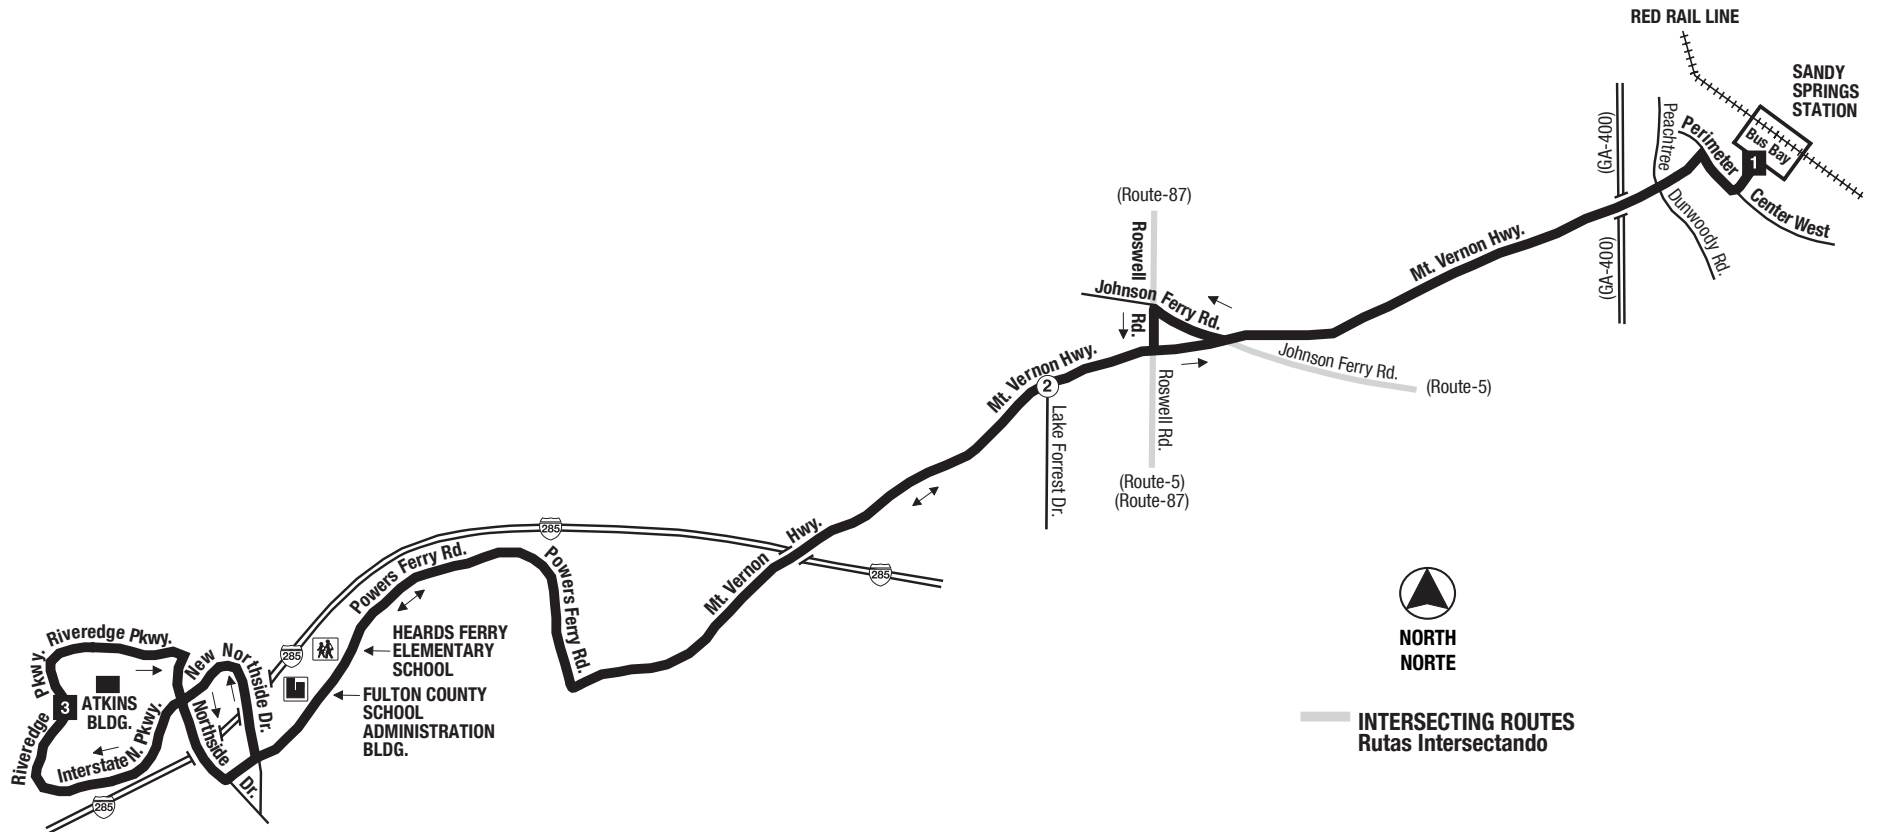 RED RAIL LINE
SANDY
SPRINGS
STATION
Bus Bay
1
Perimeter
Center West
Peachtree
Dunwoody Rd.
(GA-400)
(GA-400)
Mt. Vernon Hwy.
(Route-87)
Roswell
Rd.
Johnson Ferry Rd.
Johnson Ferry Rd.
(Route-5)
Roswell Rd.
(Route-5)
(Route-87)
Mt. Vernon Hwy.
2
Lake Forrest Dr.
Mt. Vernon Hwy.
285
285
Powers Ferry Rd.
Powers Ferry Rd.
HEARDS FERRY
ELEMENTARY
SCHOOL
FULTON COUNTY
SCHOOL
ADMINISTRATION
BLDG.
285
New Northside Dr.
Northside Dr.
Riveredge Pkwy.
Riveredge Pkwy.
3
ATKINS
BLDG.
Interstate N. Pkwy.
285
NORTH
NORTE
INTERSECTING ROUTES
Rutas Intersectando